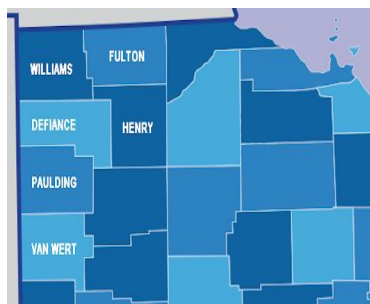 FULTON
WILLIAMS
DEFIANCE
HENRY
PAULDING
VAN WERT